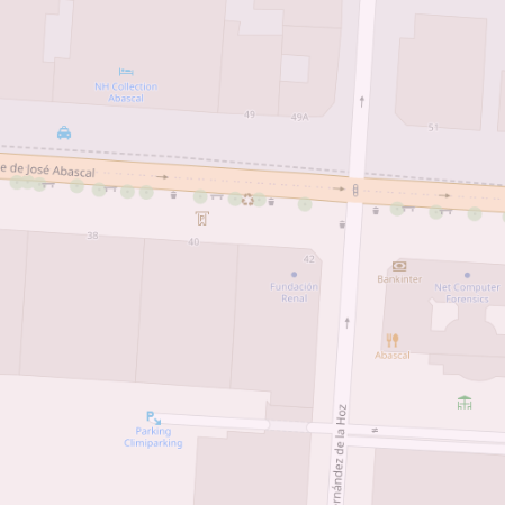 NH Collection
Abascal
49
49A
51
e de José Abascal
38
40
42
Fundación
Renal
Bankinter
Net Computer
Forensics
Abascal
Parking
Climiparking
rnández de la Hoz